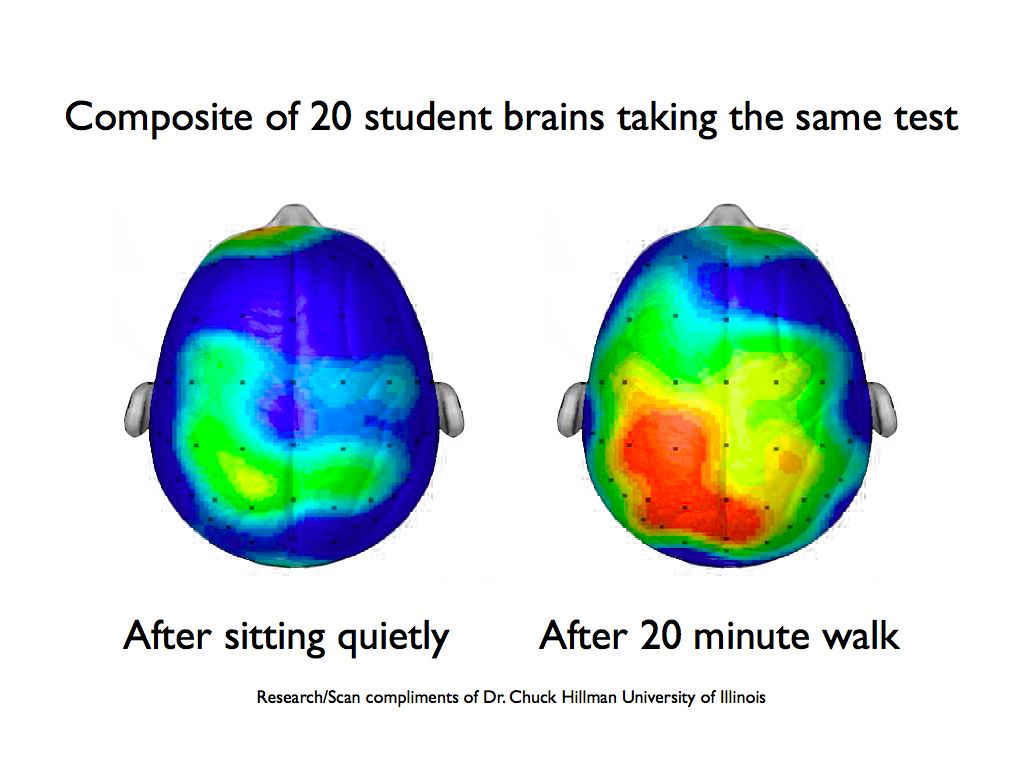 Composite of 20 student brains taking the same test
After sitting quietly
After 20 minute walk
Research/Scan compliments of Dr. Chuck Hillman University of Illinois